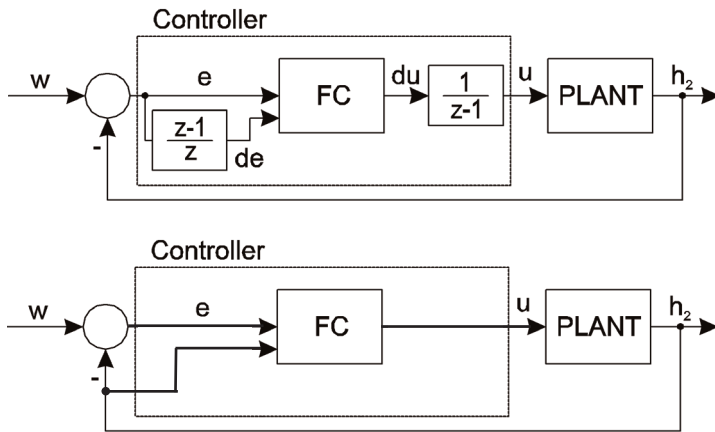 Controller
w
e
FC
du
1
z-1
u
PLANT
h2
-
z-1
z
de
Controller
w
e
FC
u
PLANT
h2
-